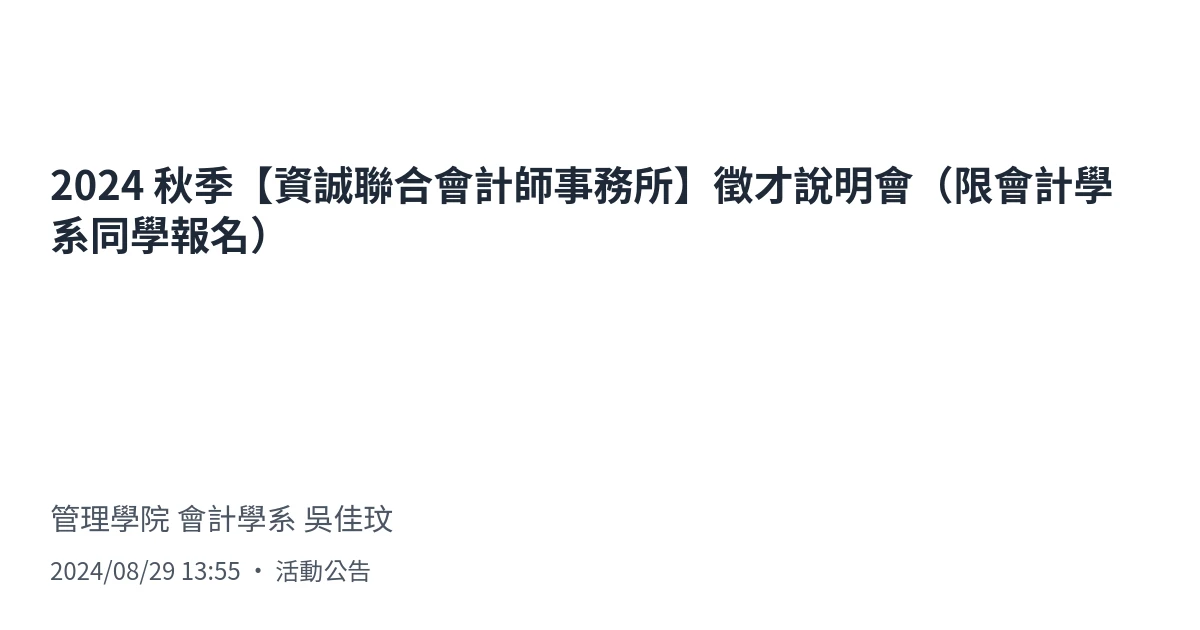 2024 秋季【資誠聯合會計師事務所】徵才說明會（限會計學
系同學報名）
管理學院 會計學系 吳佳玟
2024/08/29 13:55 • 活動公告